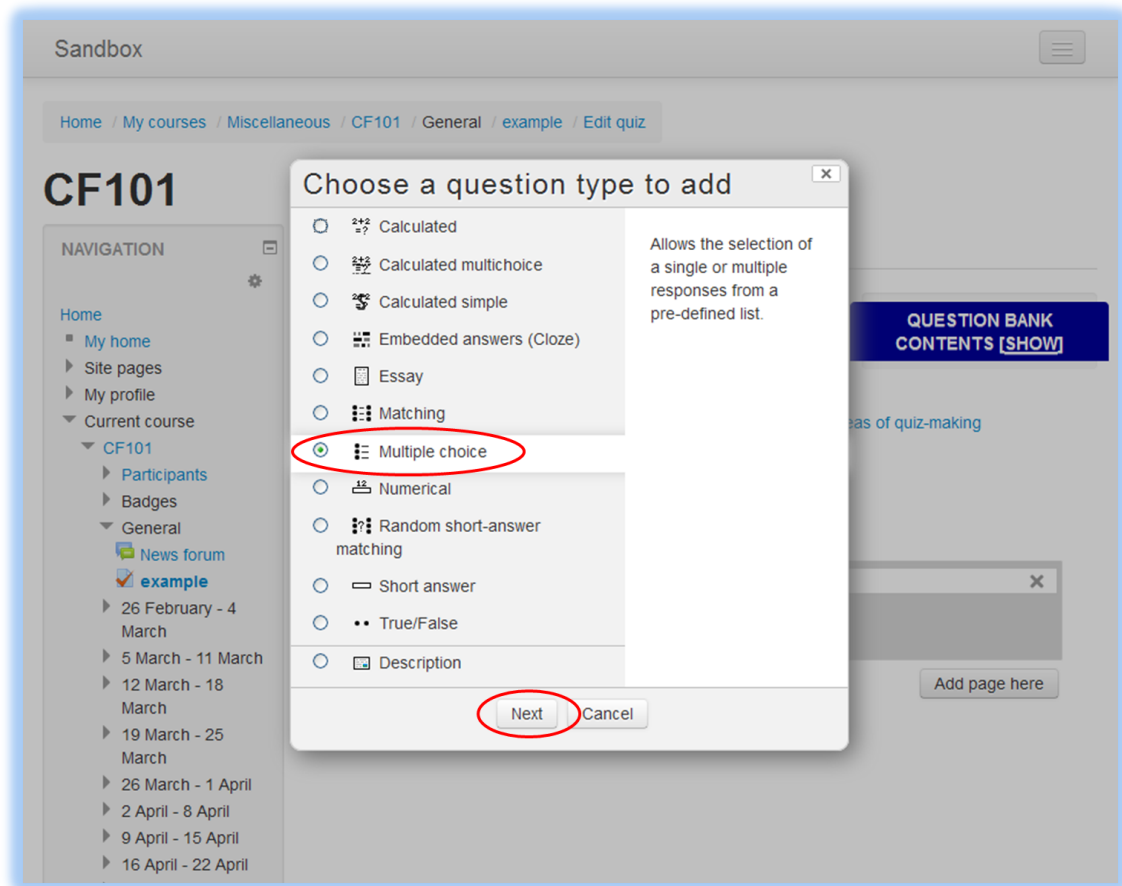 Sandbox
Home / My courses / Miscellaneous / CF101 / General / example / Edit quiz
CF101
NAVIGATION
Home
My home
Site pages
My profile
Current course
CF101
Participants
Badges
General
News forum
example
26 February - 4
March
5 March - 11 March
12 March - 18
March
19 March - 25
March
26 March - 1 April
2 April - 8 April
9 April - 15 April
16 April - 22 April
Choose a question type to add
Calculated
Calculated multichoice
Calculated simple
Embedded answers (Cloze)
Essay
Matching
Multiple choice
Numerical
Random short-answer
matching
Short answer
True/False
Description
Allows the selection of
a single or multiple
responses from a
pre-defined list.
Next
Cancel
QUESTION BANK
CONTENTS [SHOW]
of quiz-making
Add page here